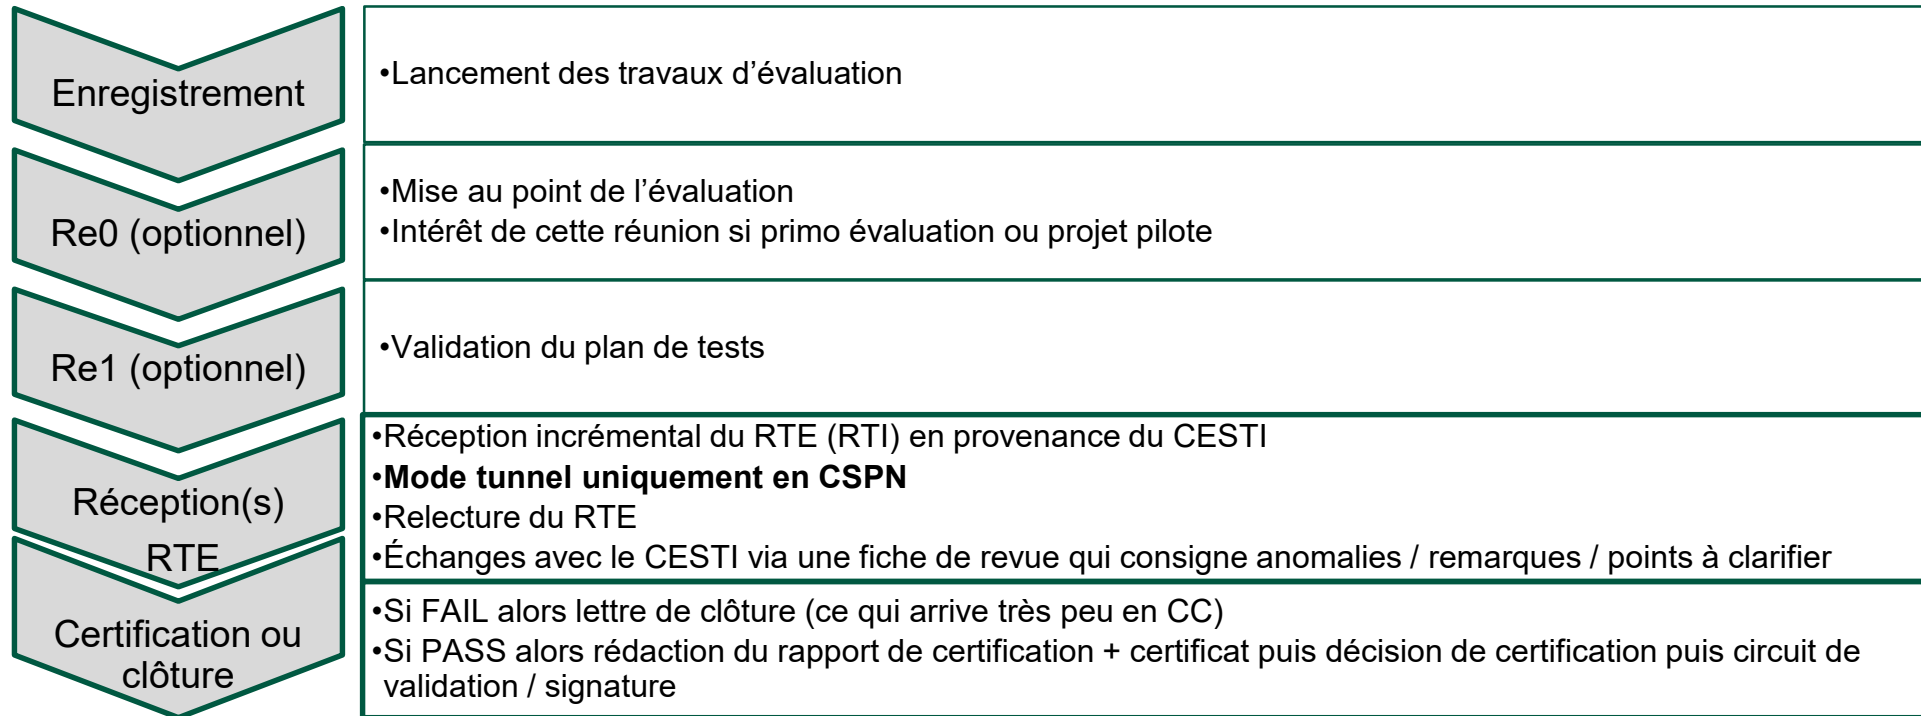 Enregistrement
•Lancement des travaux d’évaluation
Re0 (optionnel)
•Mise au point de l’évaluation
•Intérêt de cette réunion si primo évaluation ou projet pilote
Re1 (optionnel)
•Validation du plan de tests
Réception(s)
RTE
•Réception incrémental du RTE (RTI) en provenance du CESTI
•Mode tunnel uniquement en CSPN
•Relecture du RTE
•Échanges avec le CESTI via une fiche de revue qui consigne anomalies / remarques / points à clarifier
Certification ou
clôture
•Si FAIL alors lettre de clôture (ce qui arrive très peu en CC)
•Si PASS alors rédaction du rapport de certification + certificat puis décision de certification puis circuit de
validation / signature